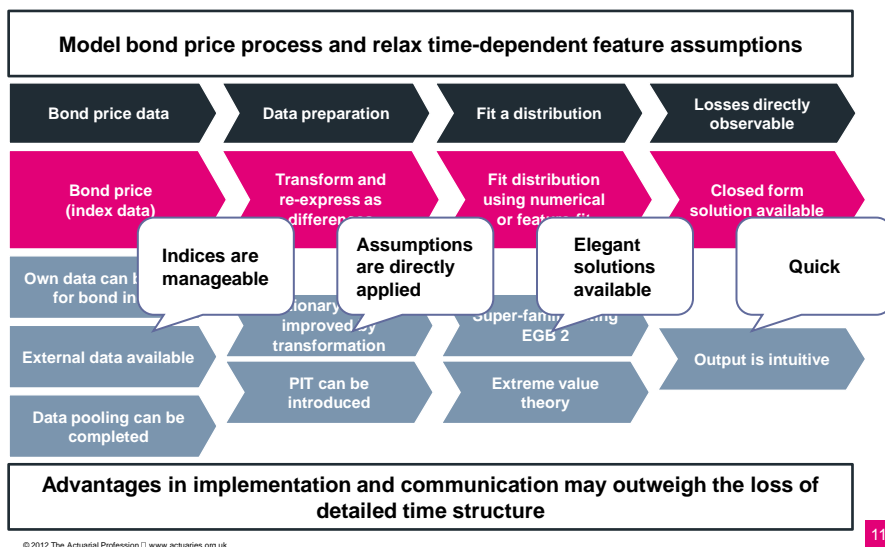 Model bond price process and relax time-dependent feature assumptions
Bond price data
Data preparation
Fit a distribution
Losses directly
observable
Bond price
(index data)
Transform and
re-express as
differences
Fit distribution
using numerical
or feature fit
Closed form
solution available
Indices are
manageable
Assumptions
are directly
applied
Elegant
solutions
available
Quick
Own data can b
for bond in
improved by
transformation
EGB 2
External data available
PIT can be
introduced
Extreme value
theory
Output is intuitive
Data pooling can be
completed
Advantages in implementation and communication may outweigh the loss of
detailed time structure
11
© 2012 The Actuarial Profession □ www.actuaries.org.uk